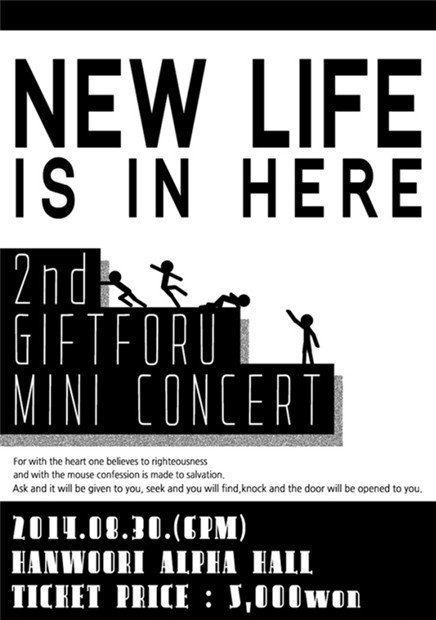 NEW LIFE
IS IN HERE
2nd
GIFTFORU
MINI CONCERT
For with the heart one believes to righteousness
and with the mouse confession is made to salvation.
Ask and it will be given to you, seek and you will find,knock and the door will be opened to you.
2014.08.30.(6PM)
HANWOORI ALPHA HALL
TICKET PRICE : 5,000won